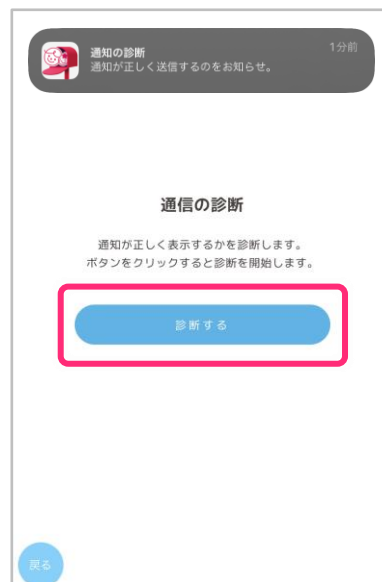 通知の診断
1分前
通知が正しく送信するのをお知らせ。
通信の診断
通知が正しく表示するかを診断します。
ボタンをクリックすると診断を開始します。
診断する
戻る